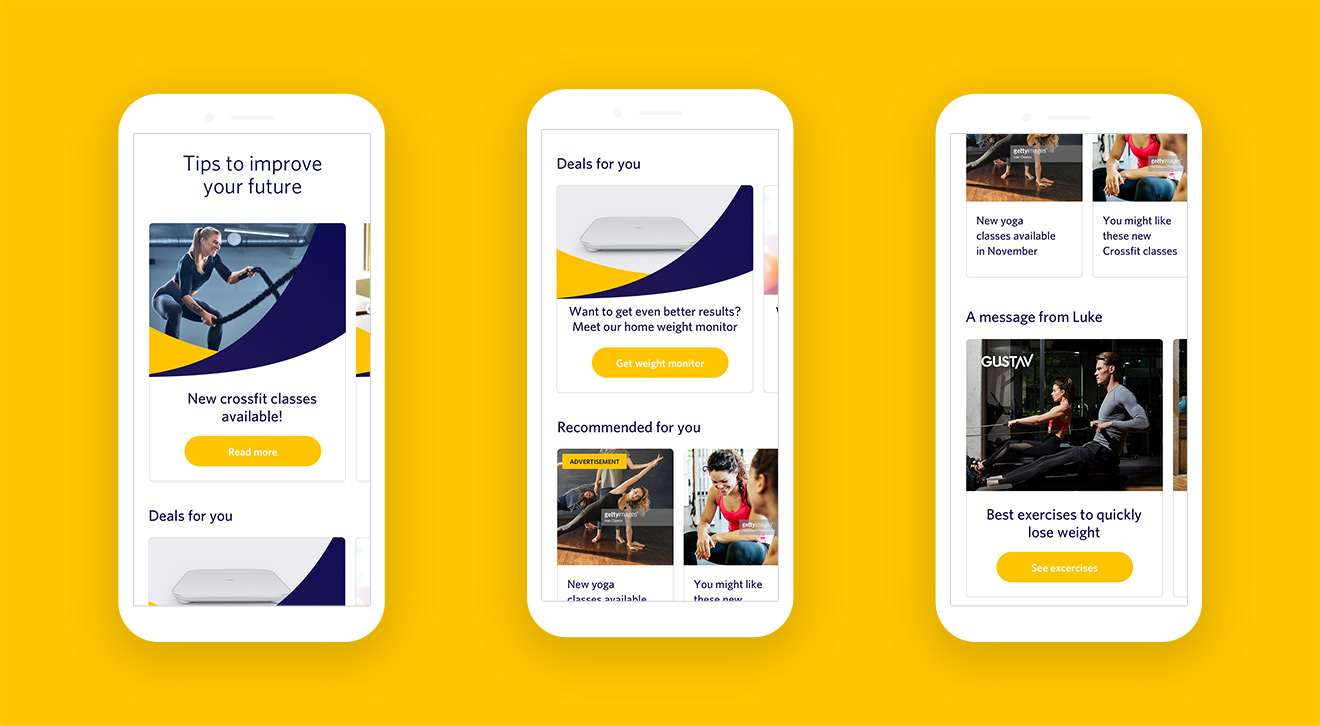 Tips to improve
your future
New crossfit classes
available!
Read more
Deals for you
Deals for you
Want to get even better results?
Meet our home weight monitor
Get weight monitor
Recommended for you
ADVERTISEMENT
gettyimages
gettyimages
New yoga
classes available
You might like
these new
gettyimages
gettyimages
New yoga
classes available
in November
You might like
these new
Crossfit classes
A message from Luke
GUSTAV
Best exercises to quickly
lose weight
See excercises